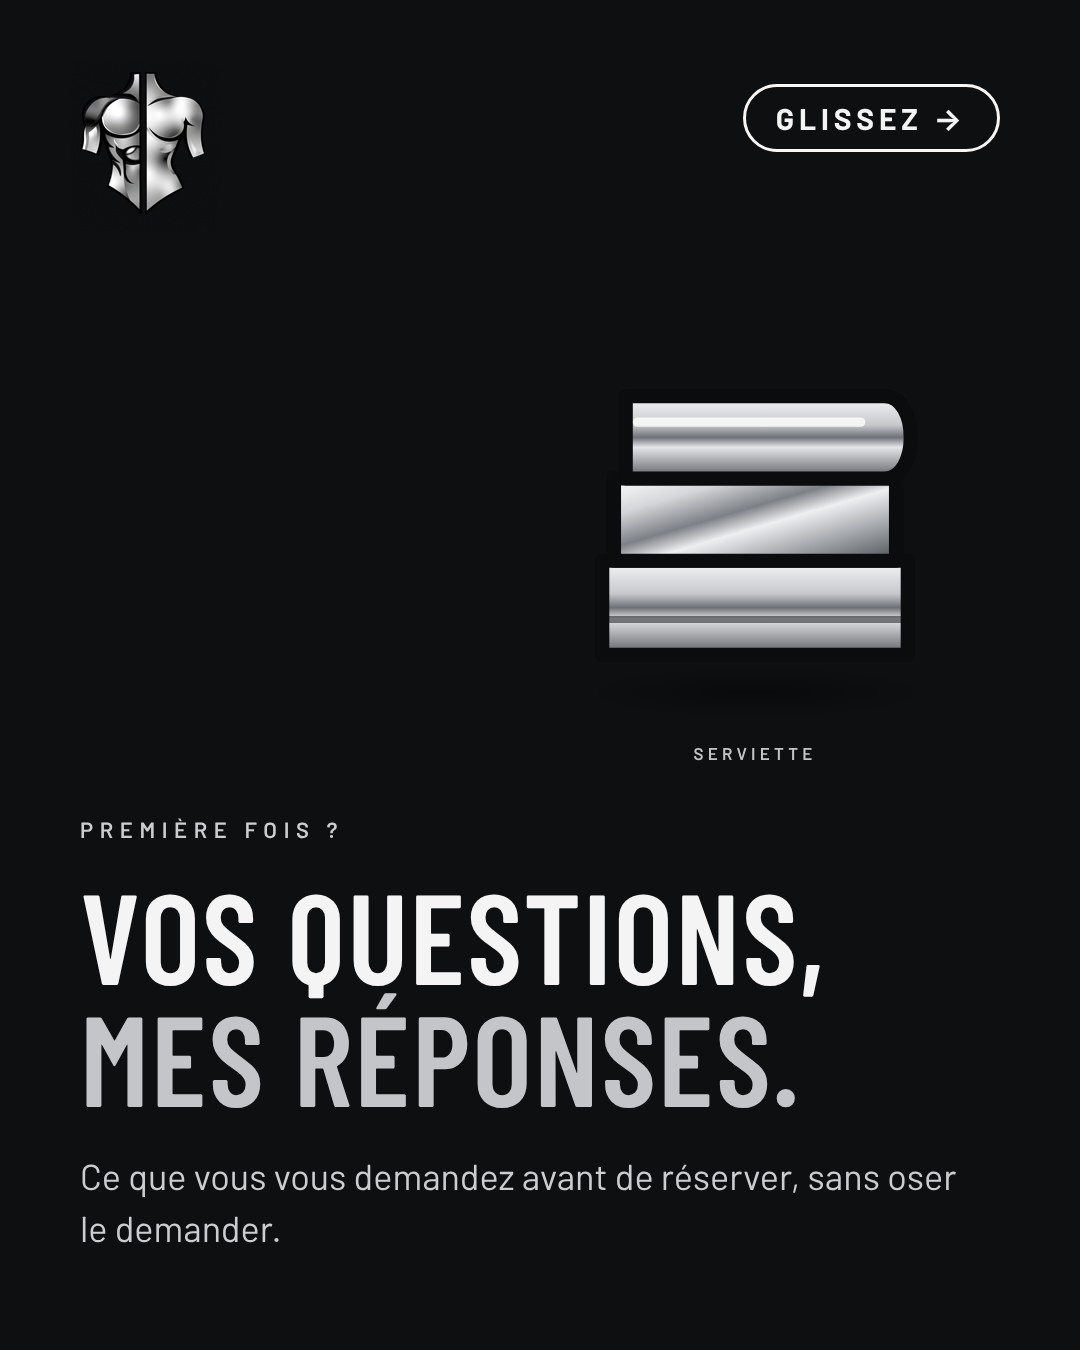 GLISSEZ →
SERVIETTE
PREMIÈRE FOIS ?
VOS QUESTIONS,
MES RÉPONSES.
Ce que vous vous demandez avant de réserver, sans oser
le demander.